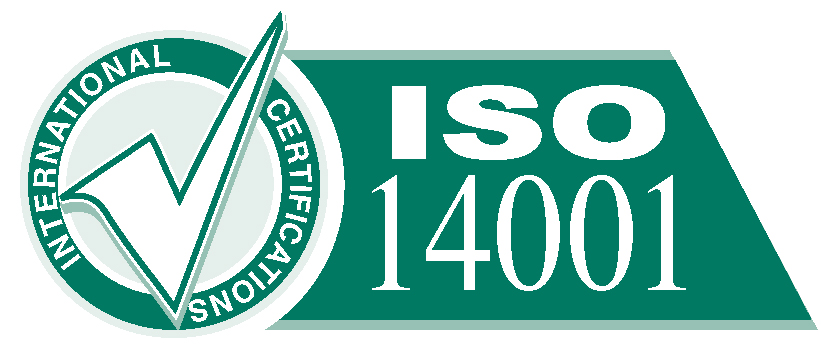 INTERNATIONAL CERTIFICATIONS
ISO
14001